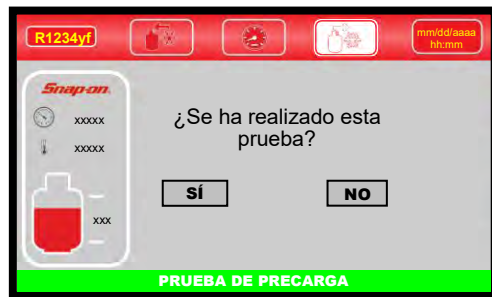 R1234yf
mm/dd/aaaa
hh:mm
Snap-on
xxxxx
xxxxx
xxx
¿Se ha realizado esta
prueba?
SÍ
NO
PRUEBA DE PRECARGA